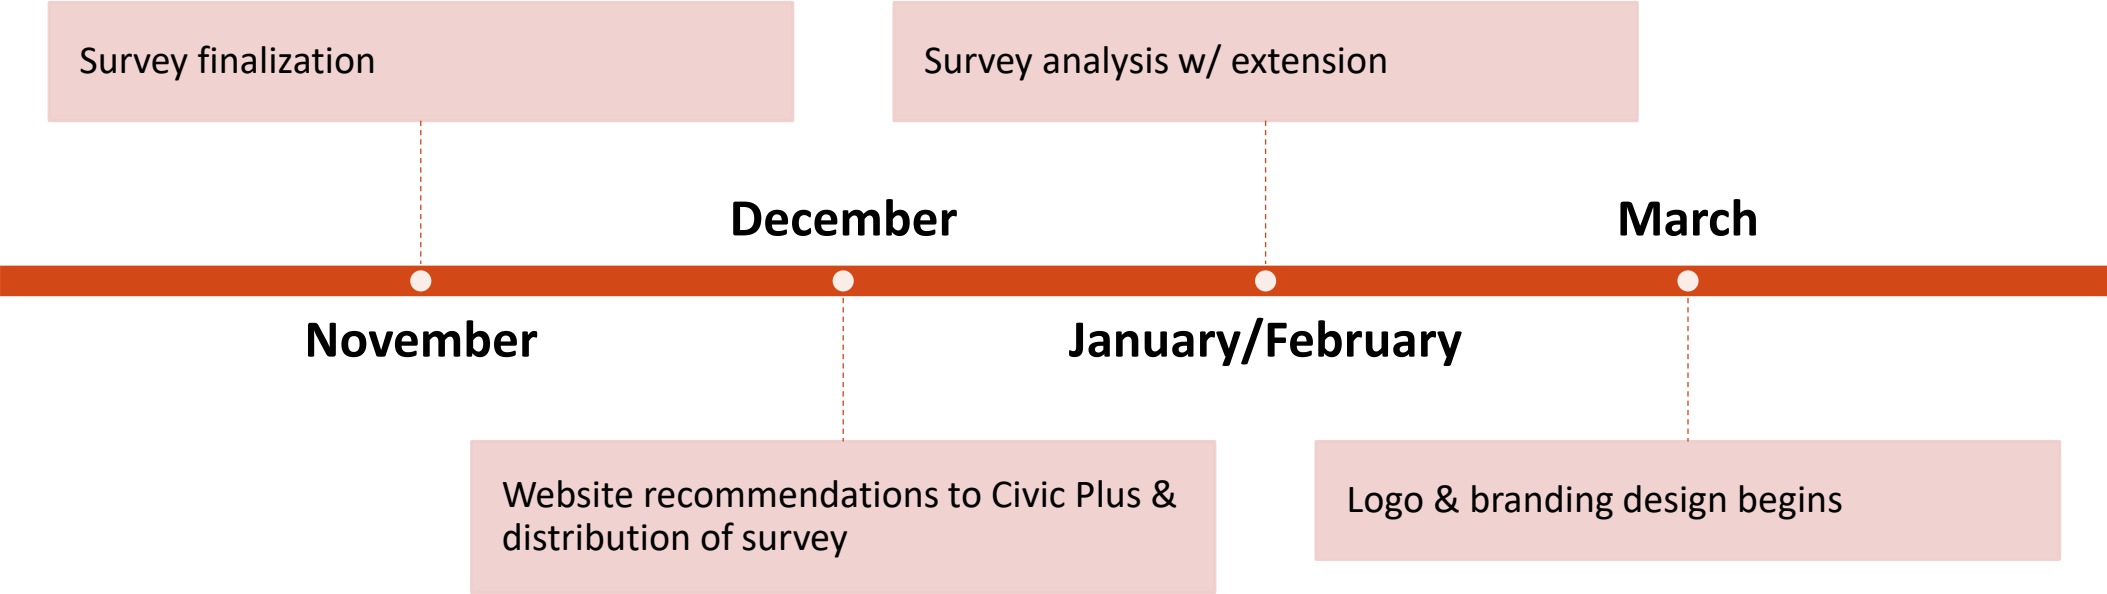 Survey finalization
Survey analysis w/ extension
December
March
November
January/February
Website recommendations to Civic Plus &
distribution of survey
Logo & branding design begins